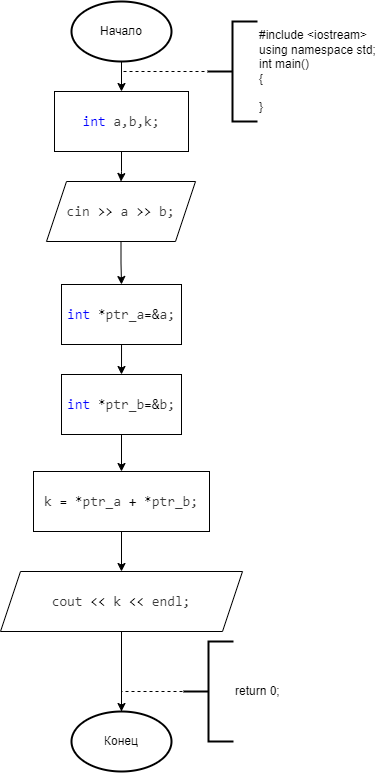 Начало
#include <iostream>
using namespace std;
int main()
{
}
int a,b,k;
cin >> a >> b;
int *ptr_a=&a;
int *ptr_b=&b;
k = *ptr_a + *ptr_b;
cout << k << endl;
return 0;
Конец